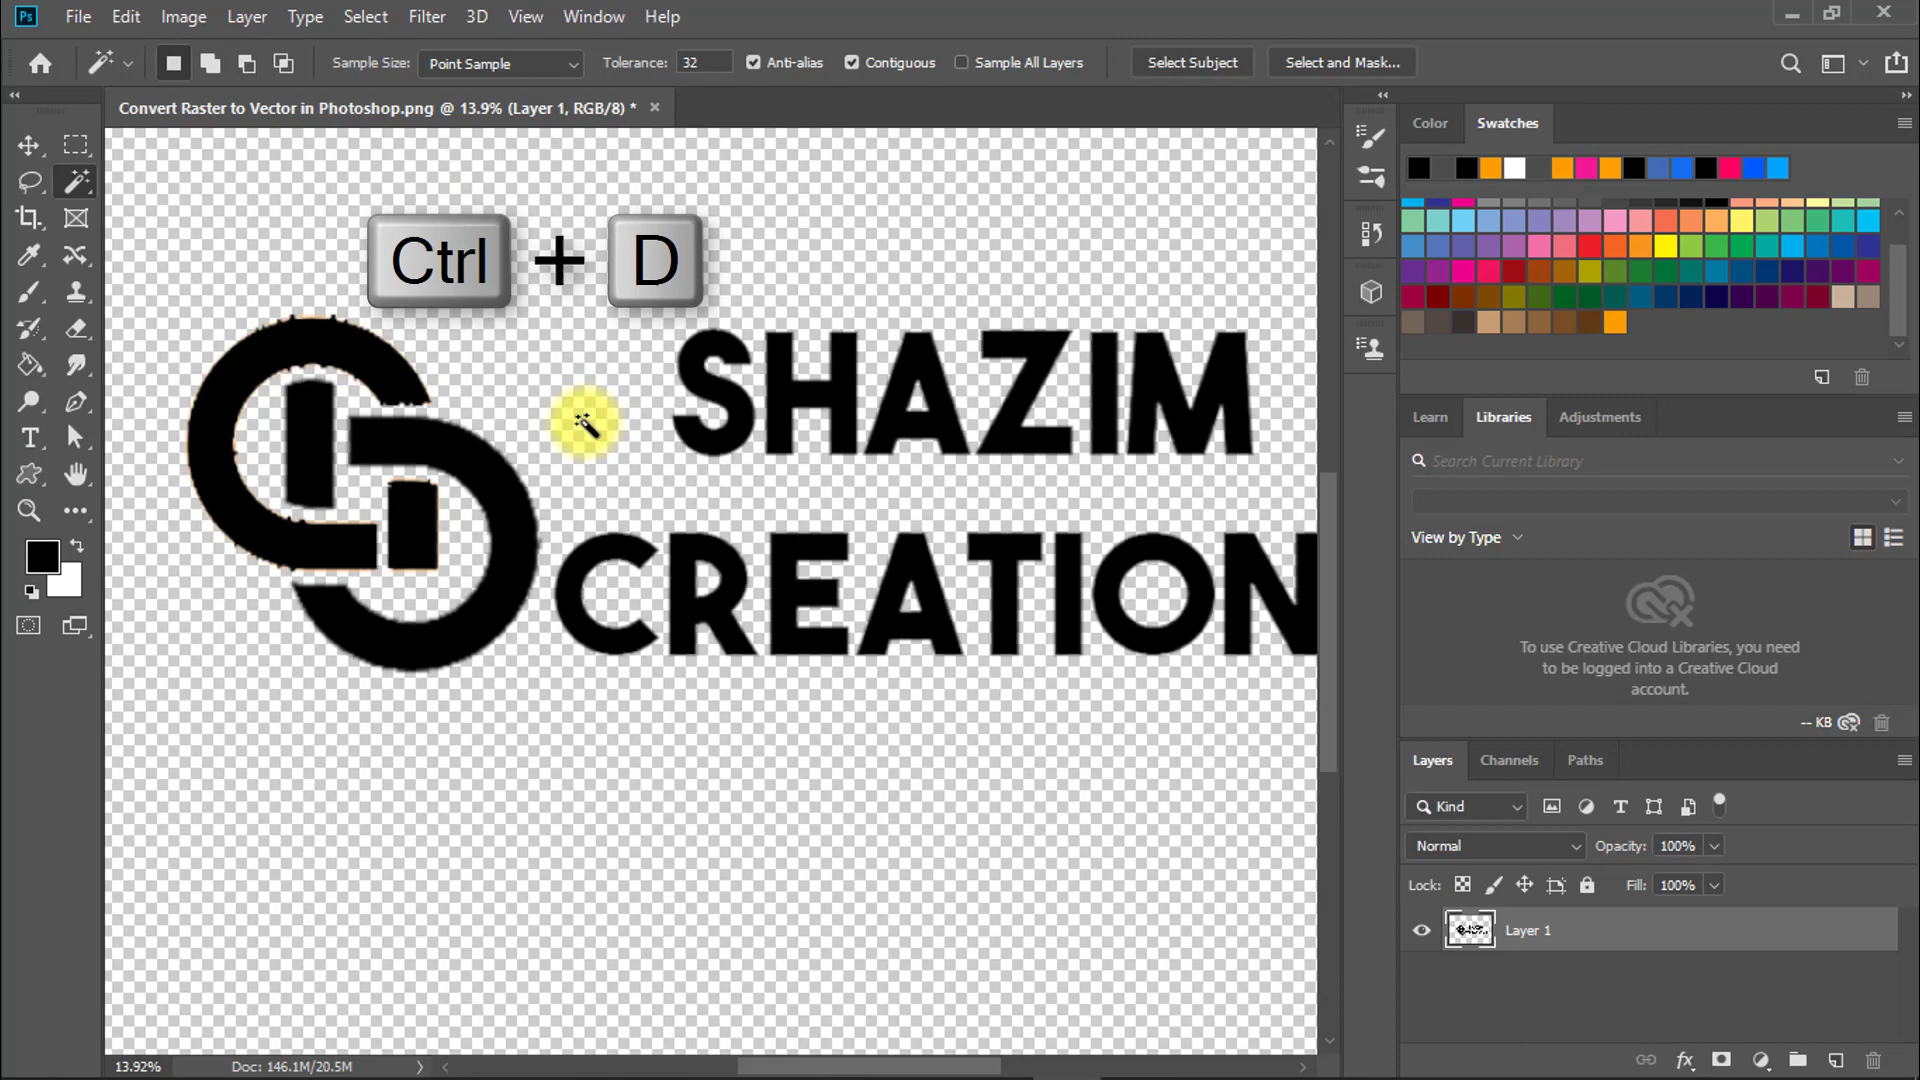 Ps File Edit Image Layer Type Select Filter 3D View Window Help
Sample Size: Point Sample Tolerance: 32 Anti-alias Contiguous Sample All Layers Select Subject Select and Mask...
Convert Raster to Vector in Photoshop.png @ 13.9% (Layer 1, RGB/8) *
Color Swatches
Ctrl + D
SHAZIM
CREATION
Learn Libraries Adjustments
Search Current Library
View by Type
To use Creative Cloud Libraries, you need
to be logged into a Creative Cloud
account.
-- KB
Layers Channels Paths
Kind
Normal Opacity: 100%
Lock: Fill: 100%
Layer 1
13.92% Doc: 146.1M/20.5M